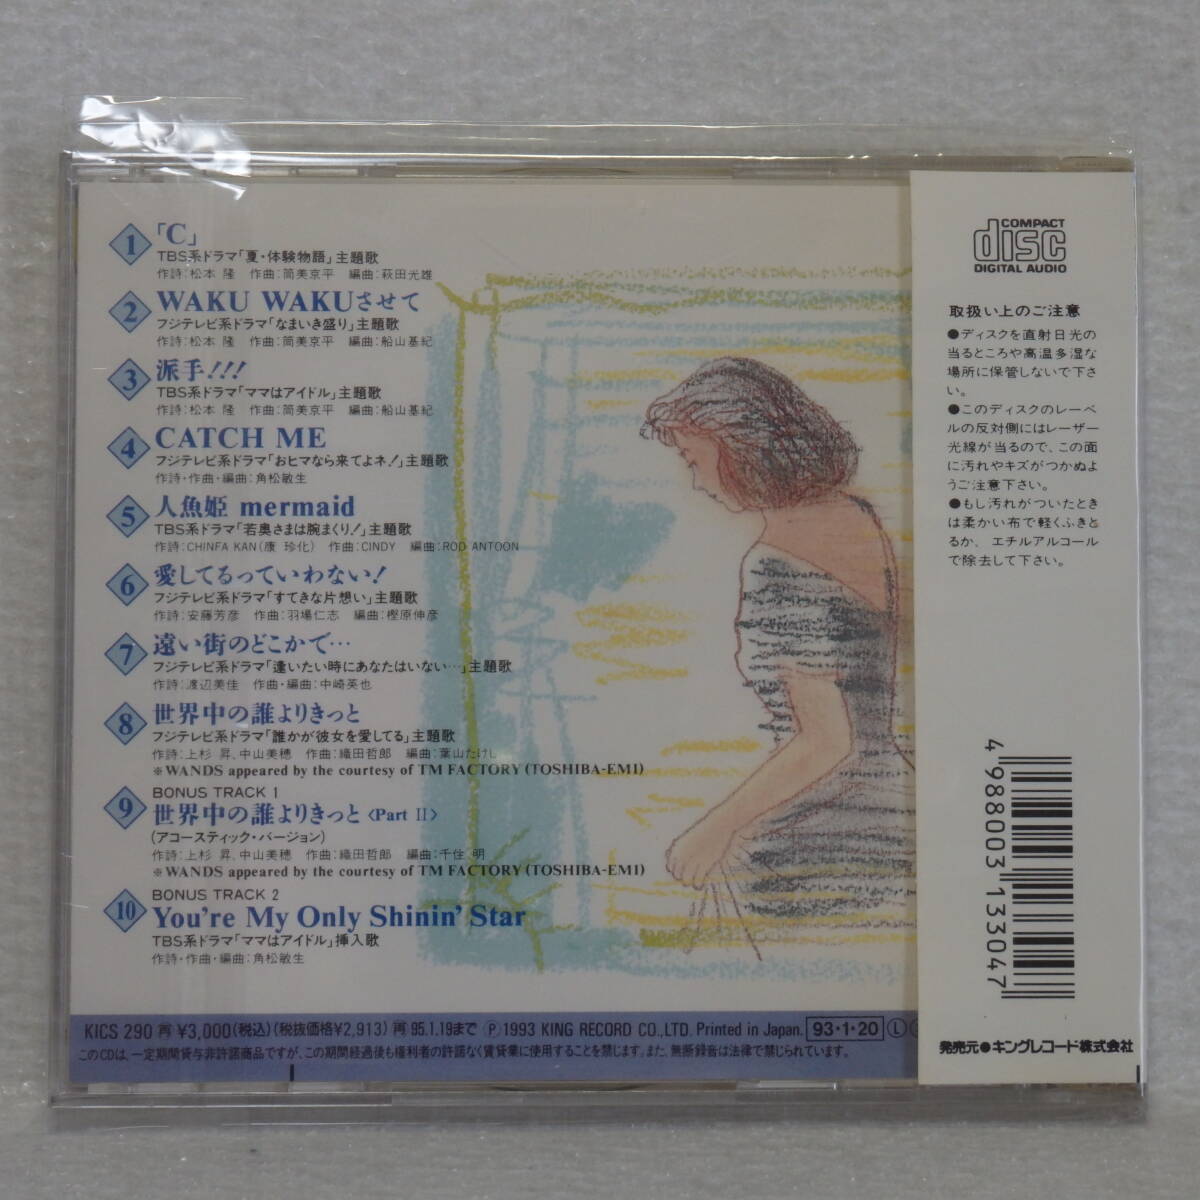 1
「C」
TBS系ドラマ「夏・体験物語」主題歌
作詩:松本 隆 作曲:筒美京平 編曲:萩田光雄
2
WAKU WAKUさせて
フジテレビ系ドラマ「なまいき盛り」主題歌
作詩:松本 隆 作曲:筒美京平 編曲:船山基紀
3
派手!!!
TBS系ドラマ「ママはアイドル」主題歌
作詩:松本 隆 作曲:筒美京平 編曲:船山基紀
4
CATCH ME
フジテレビ系ドラマ「おヒマなら来てよネ!」主題歌
作詩・作曲・編曲:角松敏生
5
人魚姫 mermaid
TBS系ドラマ「若奥さまは腕まくり!」主題歌
作詩:CHINFA KAN(康 珍化) 作曲:CINDY 編曲:ROD ANTOON
6
愛してるっていわない!
フジテレビ系ドラマ「すてきな片想い」主題歌
作詩:安藤芳彦 作曲:羽場仁志 編曲:樫原伸彦
7
遠い街のどこかで…
フジテレビ系ドラマ「逢いたい時にあなたはいない…」主題歌
作詩:渡辺美佳 作曲・編曲:中崎英也
8
世界中の誰よりきっと
フジテレビ系ドラマ「誰かが彼女を愛してる」主題歌
作詩:上杉 昇、中山美穂 作曲:織田哲郎 編曲:葉山たけし
※WANDS appeared by the courtesy of TM FACTORY (TOSHIBA-EMI)
BONUS TRACK 1
9
世界中の誰よりきっと〈Part II〉
(アコースティック・バージョン)
作詩:上杉 昇、中山美穂 作曲:織田哲郎 編曲:千住 明
※WANDS appeared by the courtesy of TM FACTORY (TOSHIBA-EMI)
BONUS TRACK 2
10
You're My Only Shinin' Star
TBS系ドラマ「ママはアイドル」挿入歌
作詩・作曲・編曲:角松敏生
KICS 290 再 ¥3,000(税込)(税抜価格¥2,913) 再 95.1.19まで Ⓟ 1993 KING RECORD CO.,LTD. Printed in Japan. 93・1・20 Ⓛ
このCDは、一定期間貸与非許諾商品ですが、この期間経過後も権利者の許諾なく賃貸業に使用することを禁じます。また、無断録音は法律で禁じられています。
COMPACT
disc
DIGITAL AUDIO
取扱い上のご注意
●ディスクを直射日光の
当るところや高温多湿な
場所に保管しないで下さ
い。
●このディスクのレーベ
ルの反対側にはレーザー
光線が当るので、この面
に汚れやキズがつかぬよ
うご注意下さい。
●もし汚れがついたとき
は柔かい布で軽くふきと
るか、エチルアルコール
で除去して下さい。
4988003133047
発売元●キングレコード株式会社